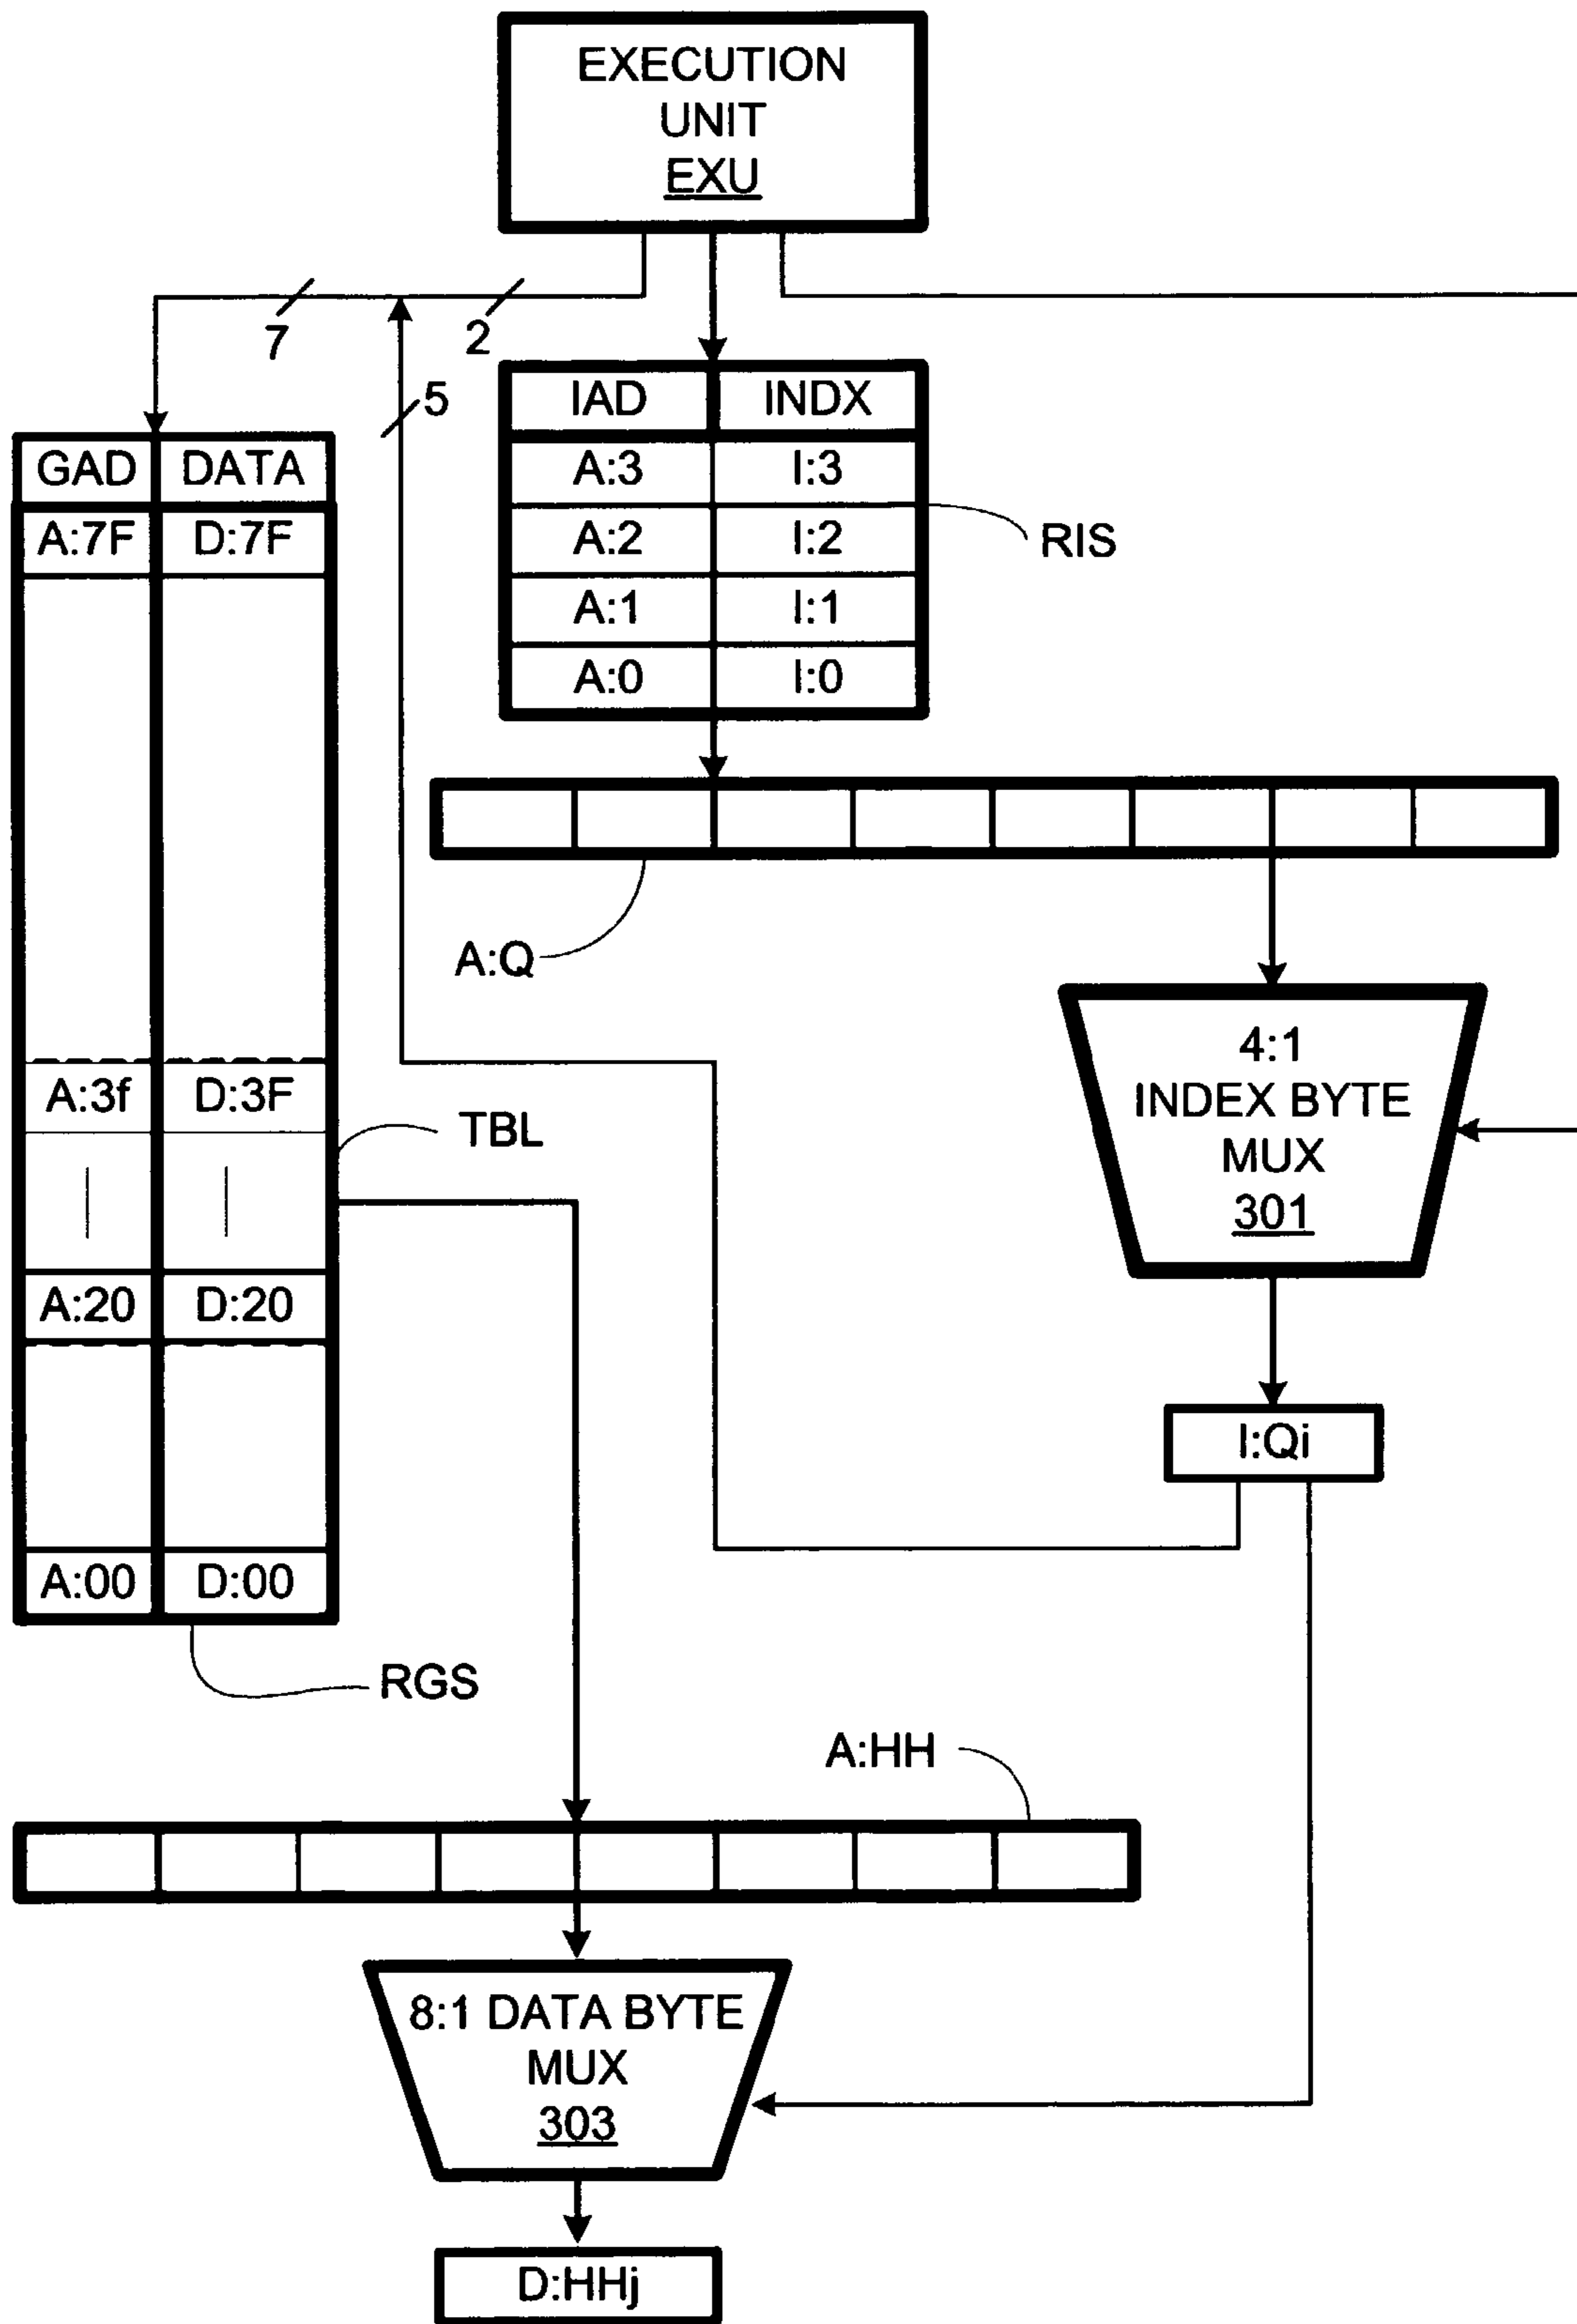 EXECUTION
UNIT
EXU
7
2
5
IAD INDX
A:3 I:3
A:2 I:2
A:1 I:1
A:0 I:0
RIS
GAD DATA
A:7F D:7F
A:Q
4:1
INDEX BYTE
MUX
301
A:3f D:3F
TBL
A:20 D:20
I:Qi
A:00 D:00
RGS
A:HH
8:1 DATA BYTE
MUX
303
D:HHj